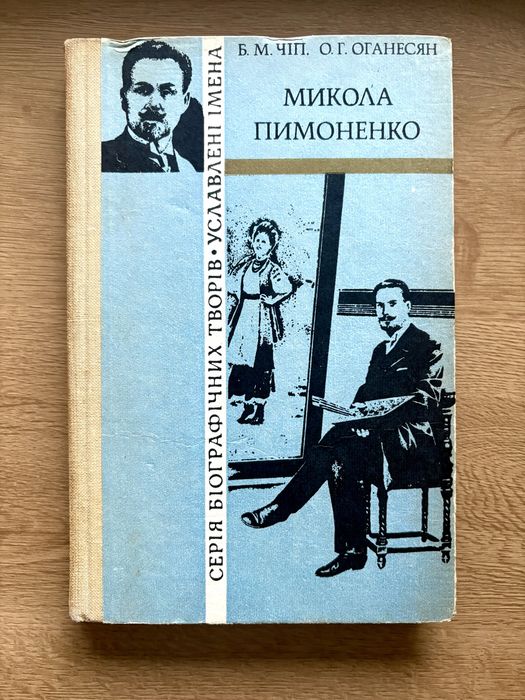 Б. М. ЧІП. О. Г. ОГАНЕСЯН
МИКОЛА
ПИМОНЕНКО
СЕРІЯ БІОГРАФІЧНИХ ТВОРІВ • УСЛАВЛЕНІ ІМЕНА